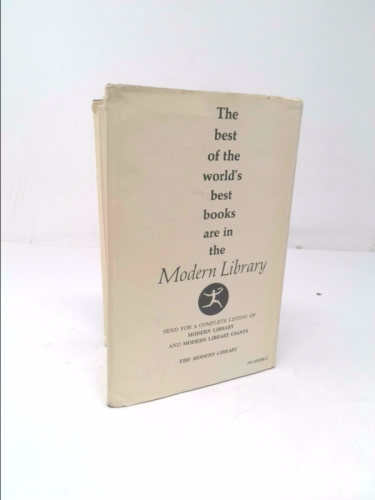 The
best
of the
world's
best
books
are in
the
Modern Library
SEND FOR A COMPLETE LISTING OF
MODERN LIBRARY
AND MODERN LIBRARY GIANTS
THE MODERN LIBRARY